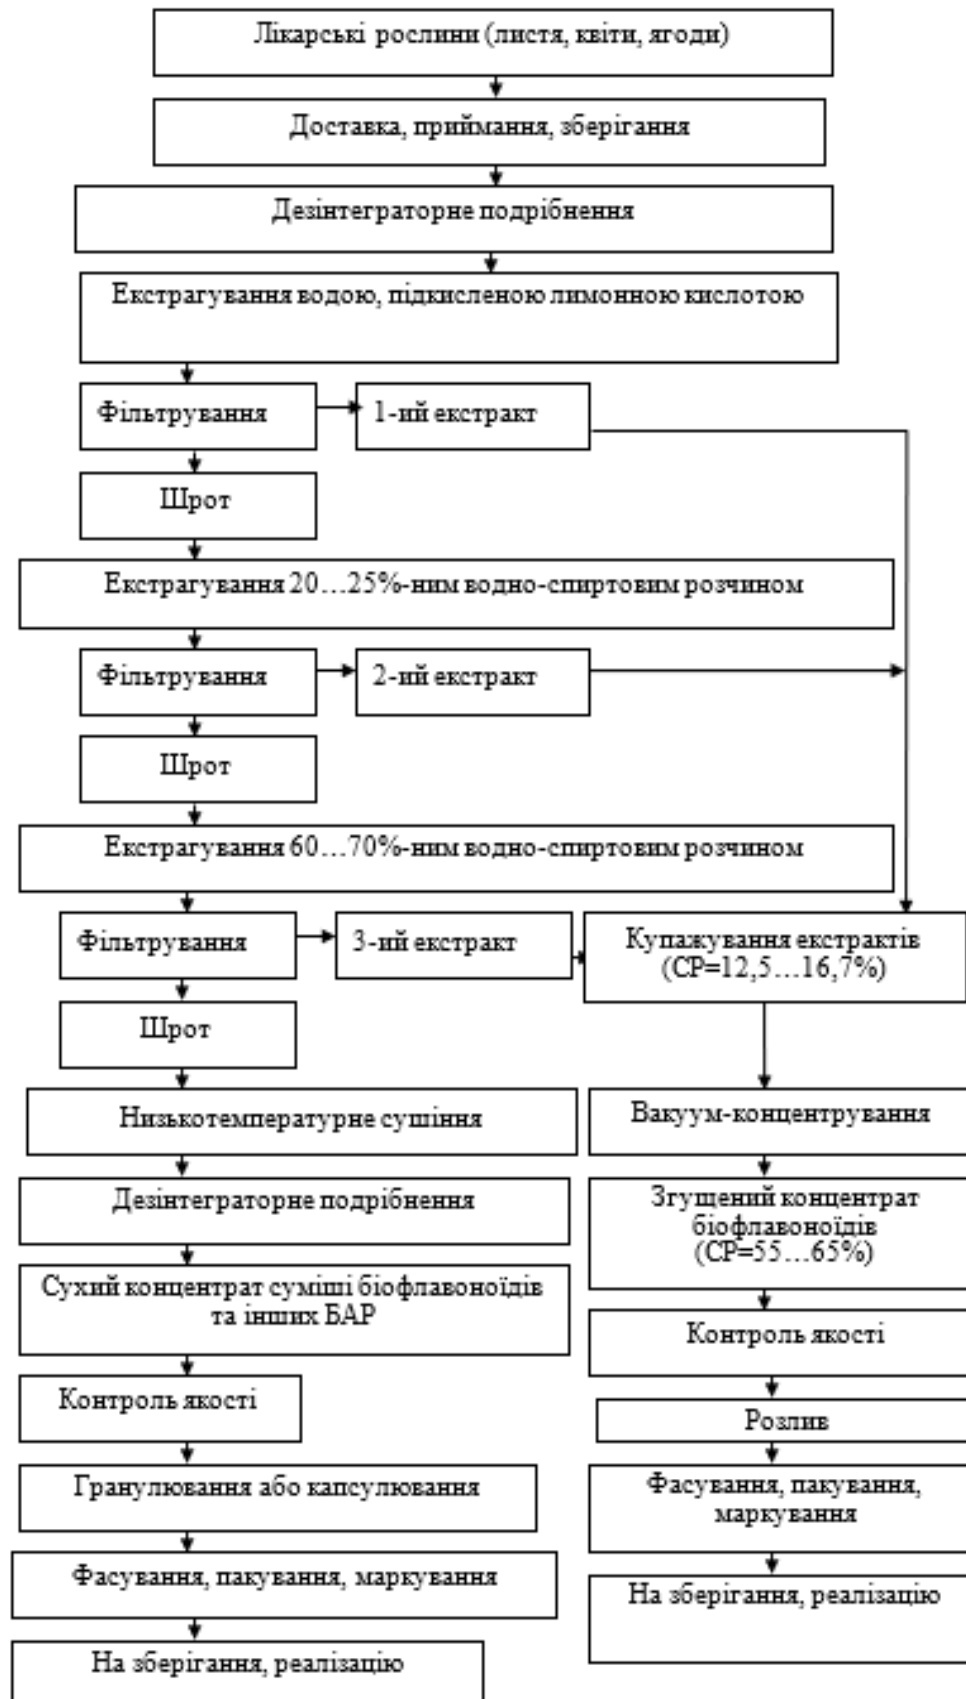 Лікарські рослини (листя, квіти, ягоди)
Доставка, приймання, зберігання
Дезінтеграторне подрібнення
Екстрагування водою, підкисленою лимонною кислотою
Фільтрування
1-ий екстракт
Шрот
Екстрагування 20…25%-ним водно-спиртовим розчином
Фільтрування
2-ий екстракт
Шрот
Екстрагування 60…70%-ним водно-спиртовим розчином
Фільтрування
3-ий екстракт
Купажування екстрактів
(СР=12,5…16,7%)
Шрот
Низькотемпературне сушіння
Дезінтеграторне подрібнення
Сухий концентрат суміші біофлавоноїдів
та інших БАР
Контроль якості
Гранулювання або капсулювання
Фасування, пакування, маркування
На зберігання, реалізацію
Вакуум-концентрування
Згущений концентрат
біофлавоноїдів
(СР=55…65%)
Контроль якості
Розлив
Фасування, пакування,
маркування
На зберігання, реалізацію